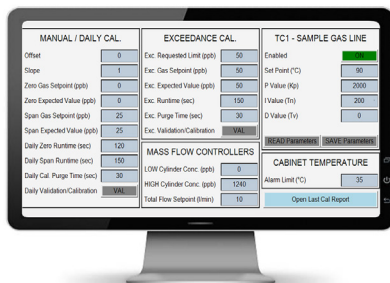 MANUAL / DAILY CAL.
Offset 0
Slope 1
Zero Gas Setpoint (ppb) 0
Zero Expected Value (ppb) 0
Span Gas Setpoint (ppb) 25
Span Expected Value (ppb) 25
Daily Zero Runtime (sec) 120
Daily Span Runtime (sec) 150
Daily Cal. Purge Time (sec) 30
Daily Validation/Calibration VAL
EXCEEDANCE CAL.
Exc. Requested Limit (ppb) 50
Exc. Gas Setpoint (ppb) 50
Exc. Expected Value (ppb) 50
Exc. Runtime (sec) 150
Exc. Purge Time (sec) 30
Exc. Validation/Calibration VAL
MASS FLOW CONTROLLERS
LOW Cylinder Conc. (ppb) 0
HIGH Cylinder Conc. (ppb) 1240
Total Flow Setpoint (l/min) 10
TC1 - SAMPLE GAS LINE
Enabled ON
Set Point (°C) 90
P Value (Kp) 2000
I Value (Tn) 200
D Value (Tv) 0
READ Parameters SAVE Parameters
CABINET TEMPERATURE
Alarm Limit (°C) 35
Open Last Cal Report